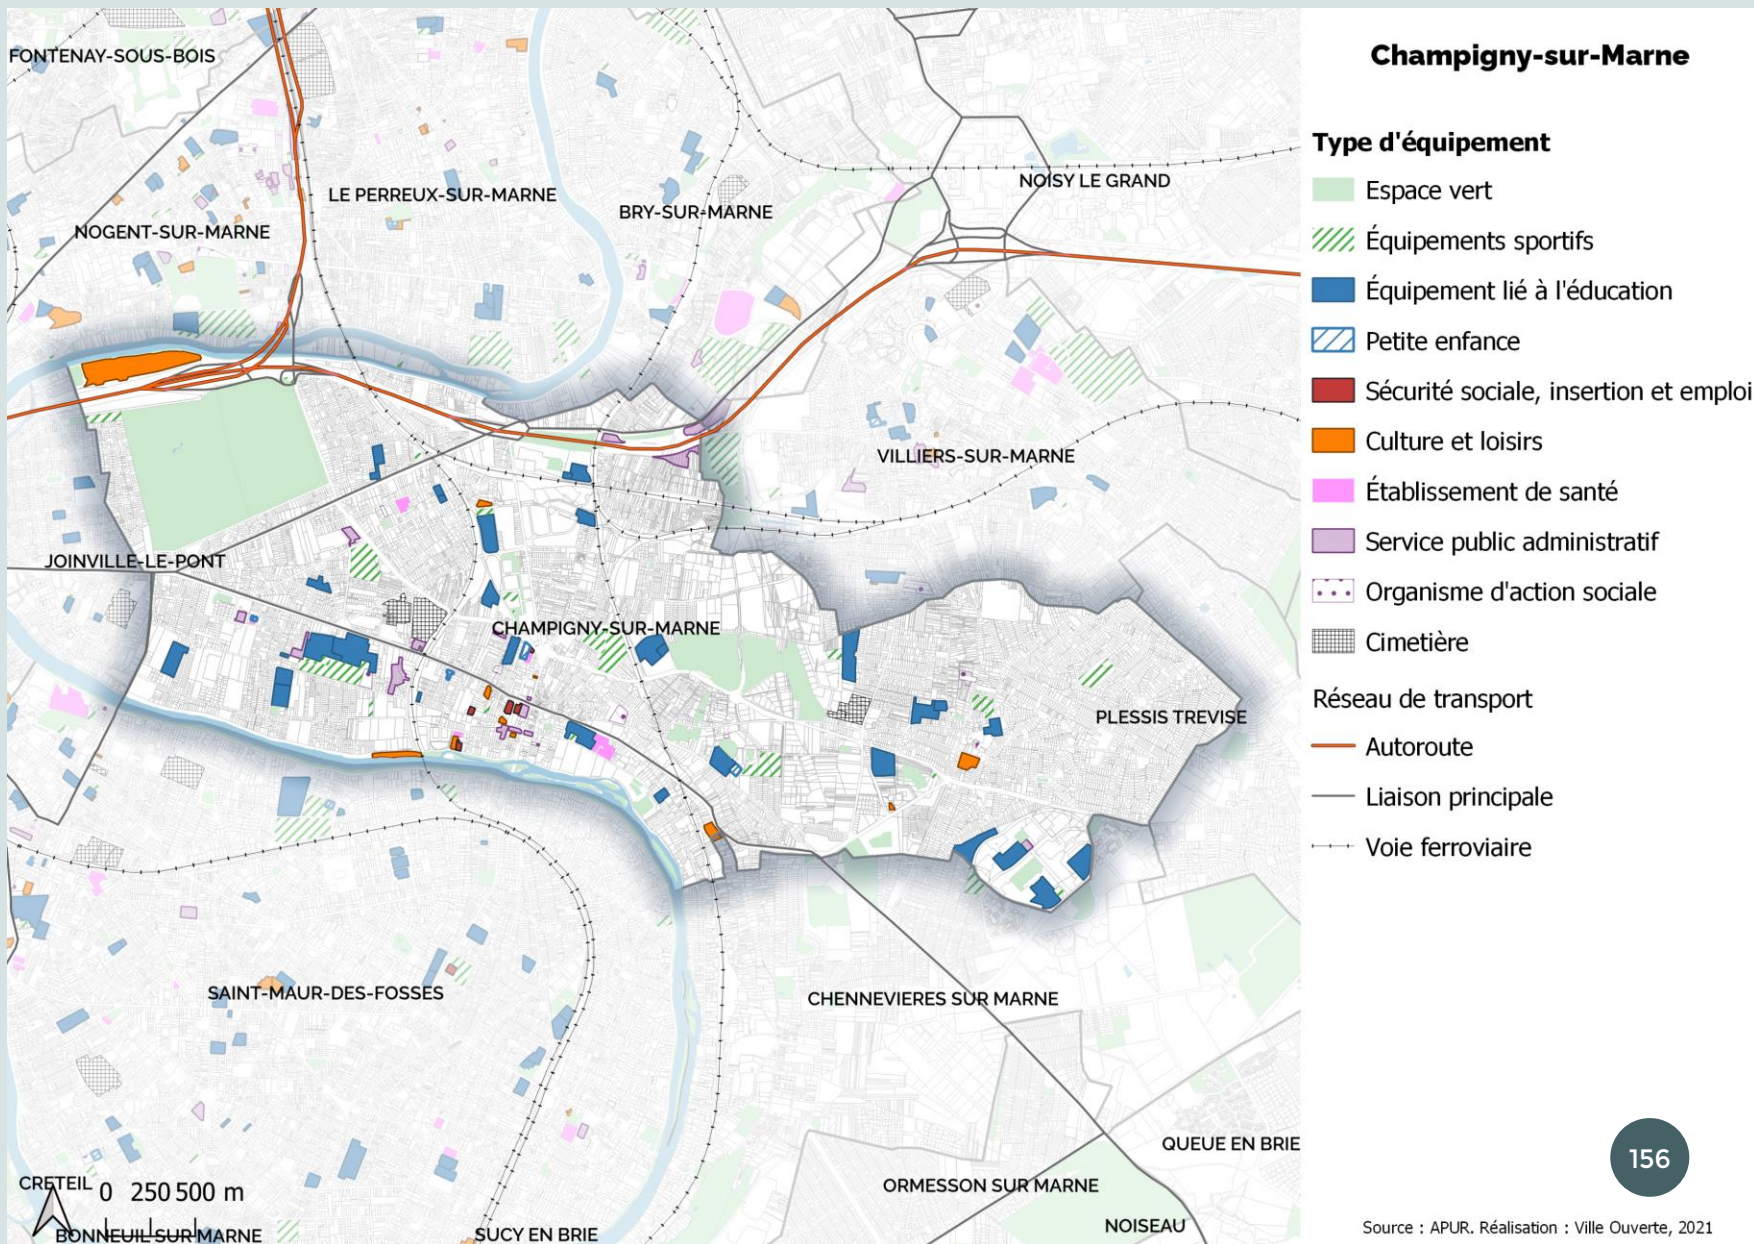 FONTENAY-SOUS-BOIS
LE PERREUX-SUR-MARNE
NOGENT-SUR-MARNE
BRY-SUR-MARNE
NOISY LE GRAND
VILLIERS-SUR-MARNE
JOINVILLE-LE-PONT
CHAMPIGNY-SUR-MARNE
PLESSIS TREVISE
SAINT-MAUR-DES-FOSSES
CHENNEVIERES SUR MARNE
QUEUE EN BRIE
ORMESSON SUR MARNE
NOISEAU
CRETEIL
0 250 500 m
BONNEUIL SUR MARNE
SUCY EN BRIE
Champigny-sur-Marne
Type d'équipement
Espace vert
Équipements sportifs
Équipement lié à l'éducation
Petite enfance
Sécurité sociale, insertion et emploi
Culture et loisirs
Établissement de santé
Service public administratif
Organisme d'action sociale
Cimetière
Réseau de transport
Autoroute
Liaison principale
Voie ferroviaire
156
Source : APUR. Réalisation : Ville Ouverte, 2021